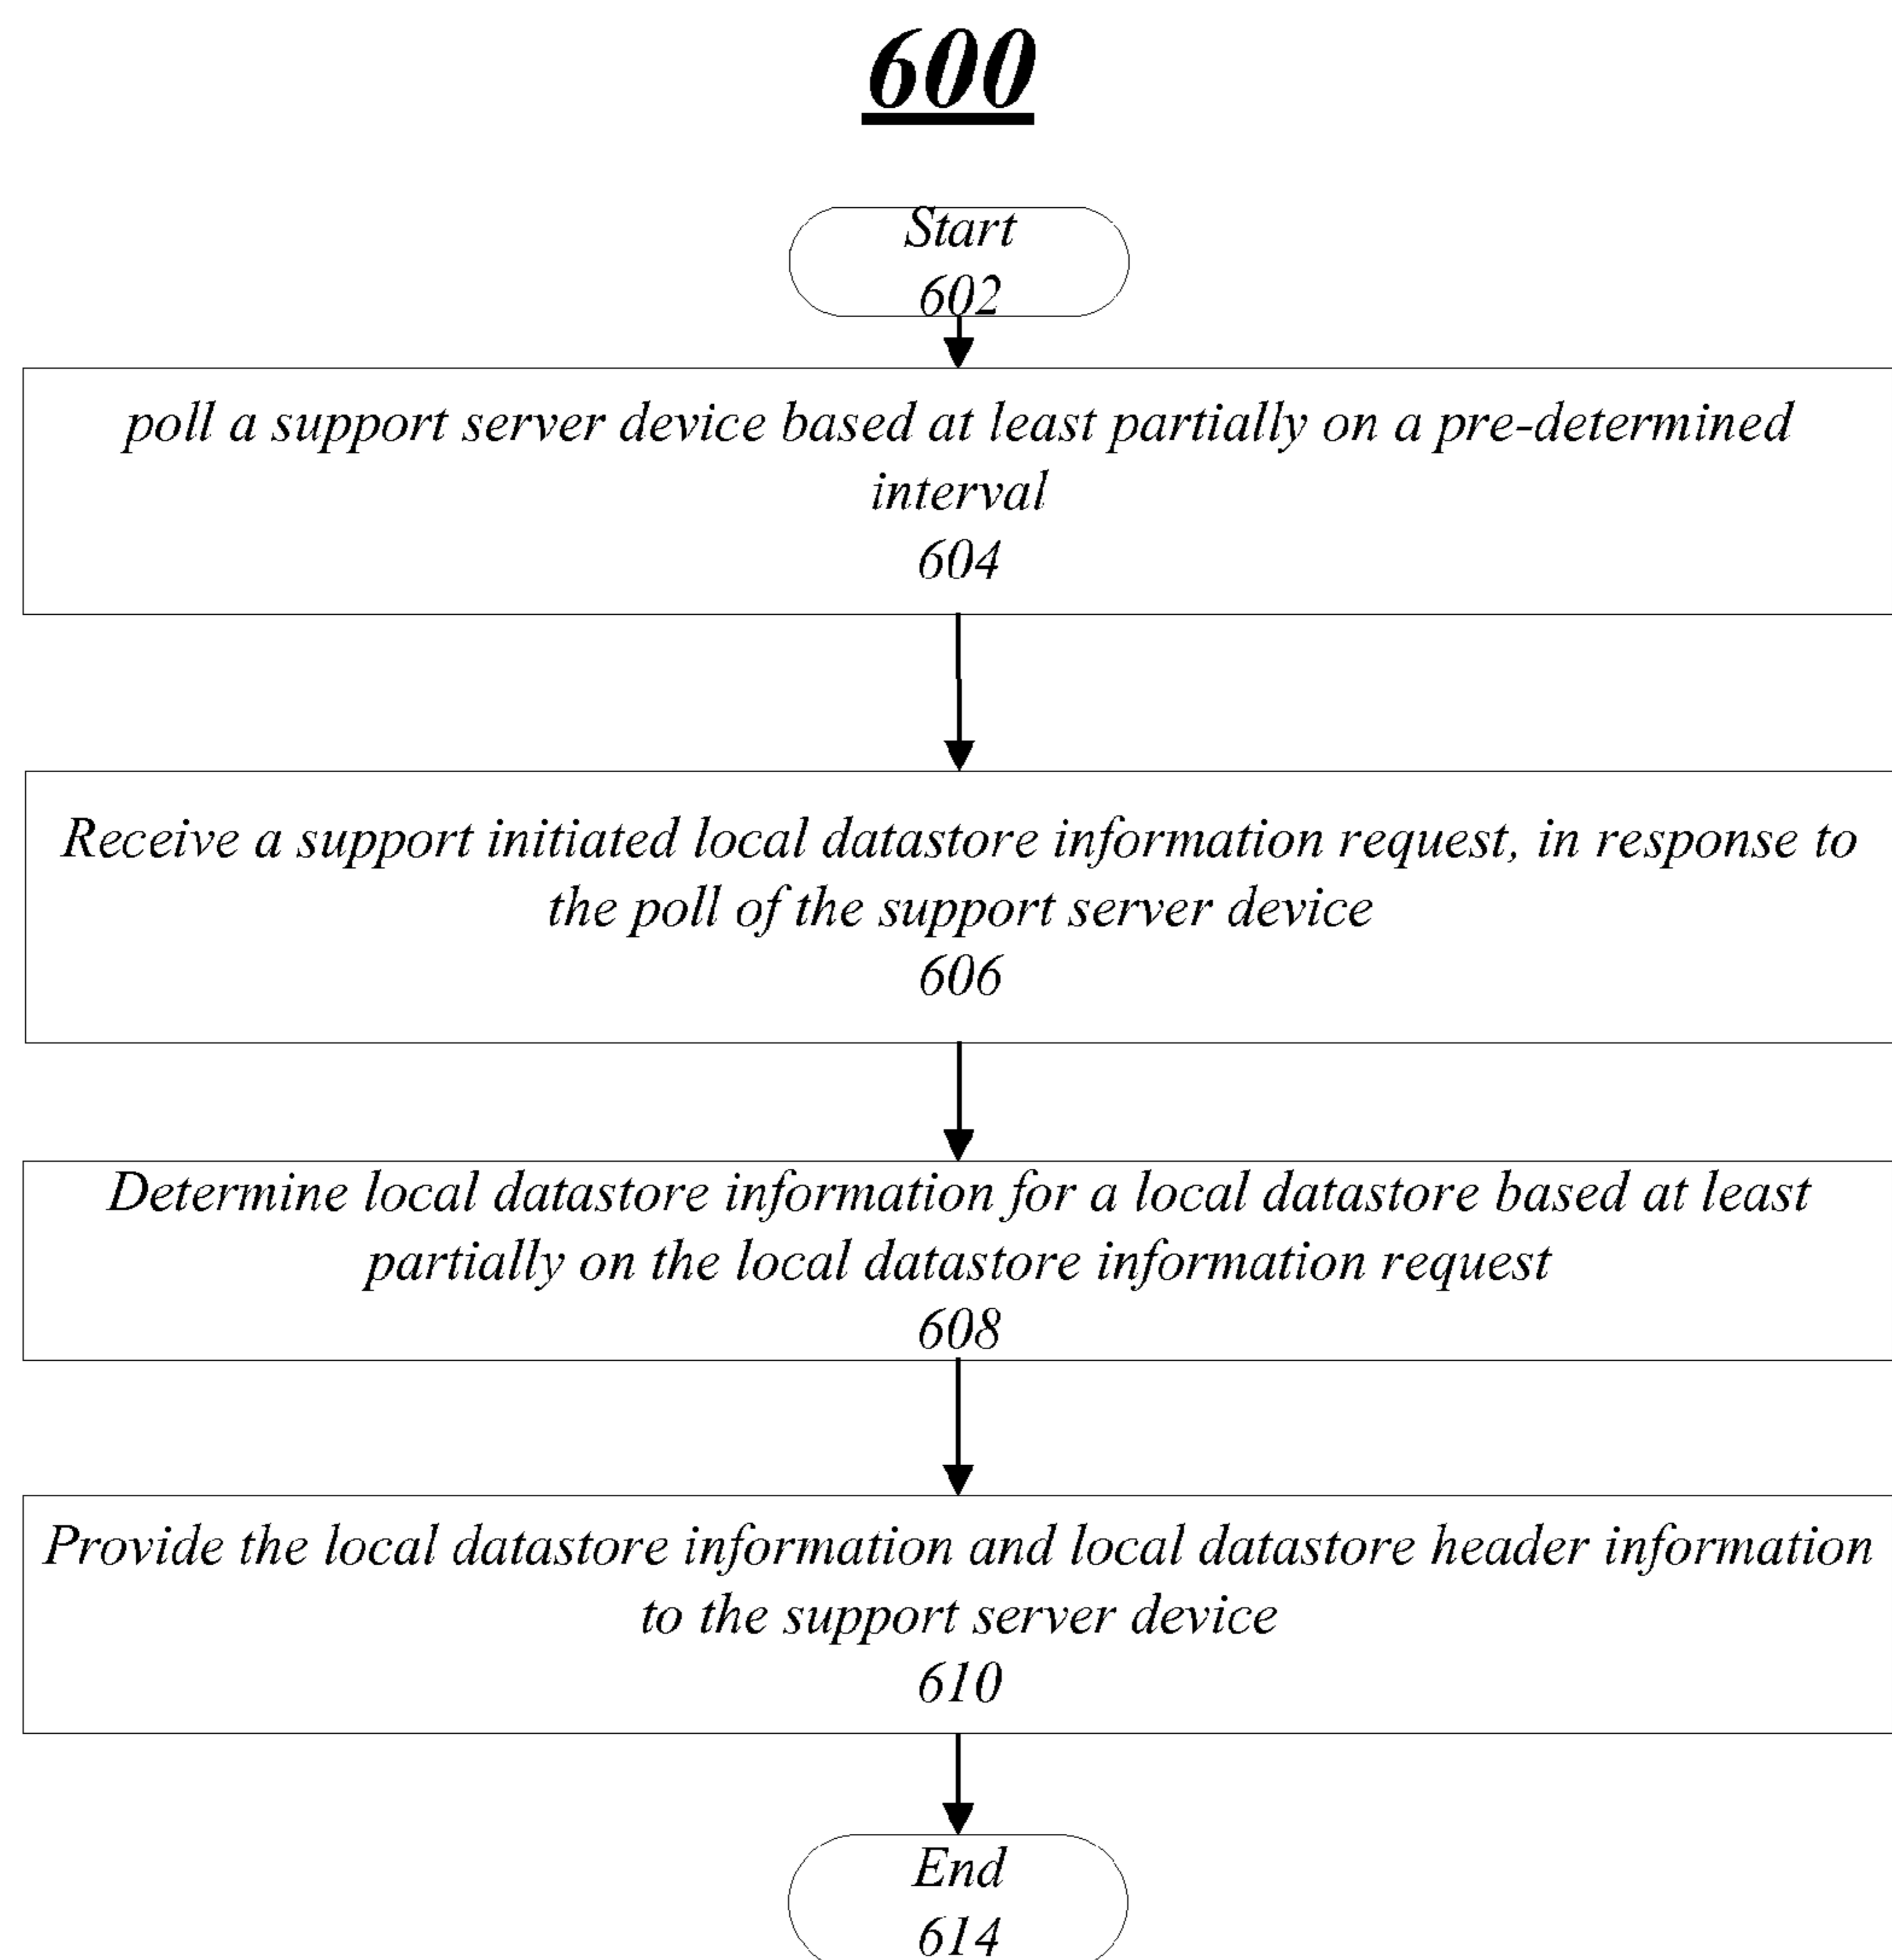 600
Start
602
poll a support server device based at least partially on a pre-determined
interval
604
Receive a support initiated local datastore information request, in response to
the poll of the support server device
606
Determine local datastore information for a local datastore based at least
partially on the local datastore information request
608
Provide the local datastore information and local datastore header information
to the support server device
610
End
614